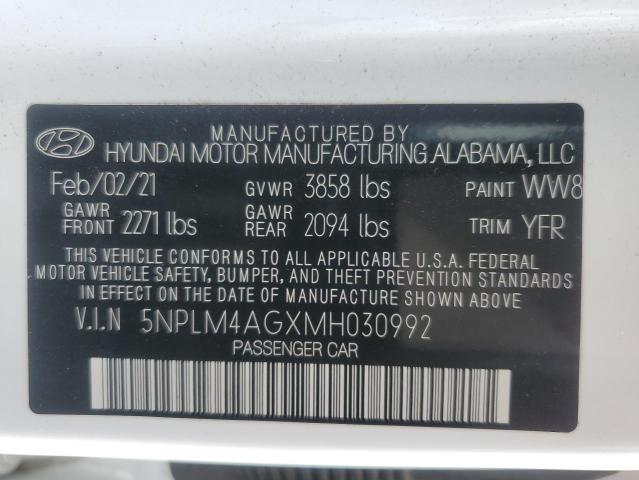 MANUFACTURED BY
HYUNDAI MOTOR MANUFACTURING ALABAMA, LLC
Feb/02/21 GVWR 3858 lbs PAINT WW8
GAWR FRONT 2271 lbs GAWR REAR 2094 lbs TRIM YFR
THIS VEHICLE CONFORMS TO ALL APPLICABLE U.S.A. FEDERAL
MOTOR VEHICLE SAFETY, BUMPER, AND THEFT PREVENTION STANDARDS
IN EFFECT ON THE DATE OF MANUFACTURE SHOWN ABOVE.
V.I.N 5NPLM4AGXMH030992
PASSENGER CAR